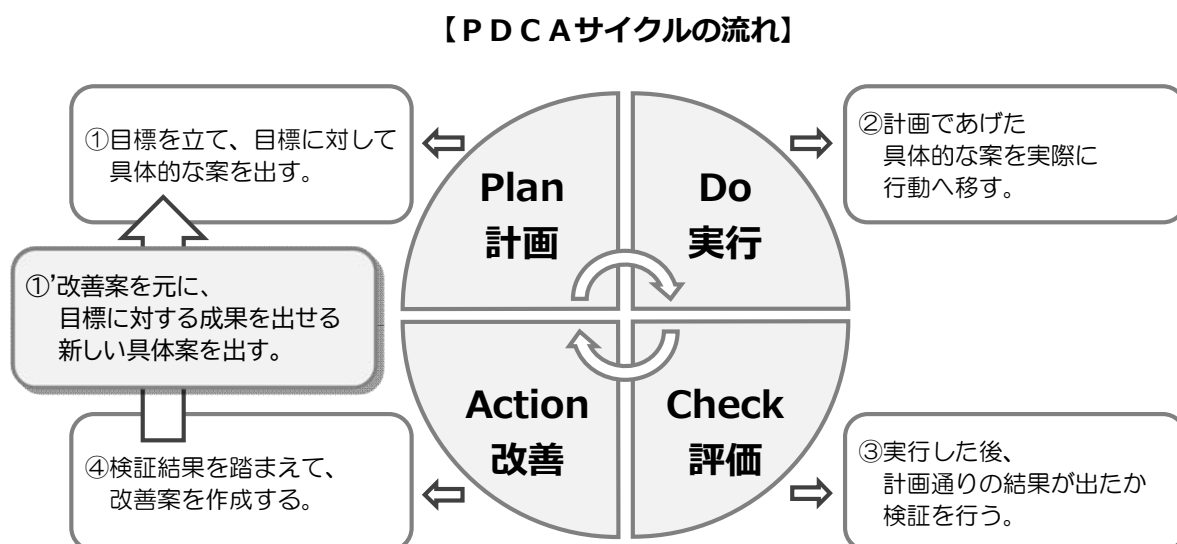 【ＰＤＣＡサイクルの流れ】
①目標を立て、目標に対して
具体的な案を出す。
Plan
計画
Do
実行
②計画であげた
具体的な案を実際に
行動へ移す。
①’改善案を元に、
目標に対する成果を出せる
新しい具体案を出す。
④検証結果を踏まえて、
改善案を作成する。
Action
改善
Check
評価
③実行した後、
計画通りの結果が出たか
検証を行う。